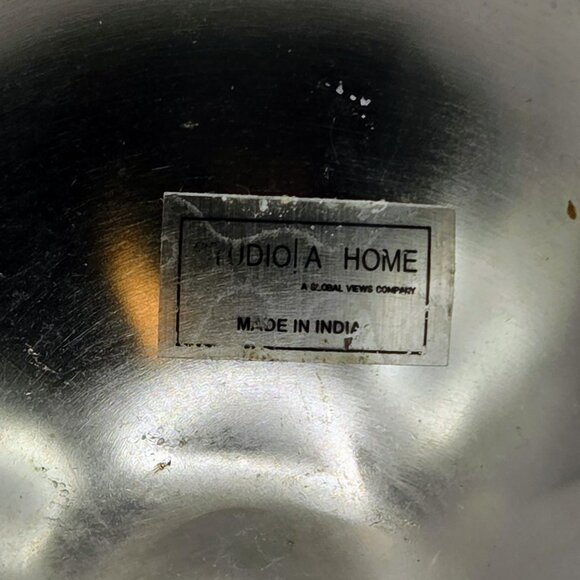 STUDIO|A HOME
A GLOBAL VIEWS COMPANY
MADE IN INDIA